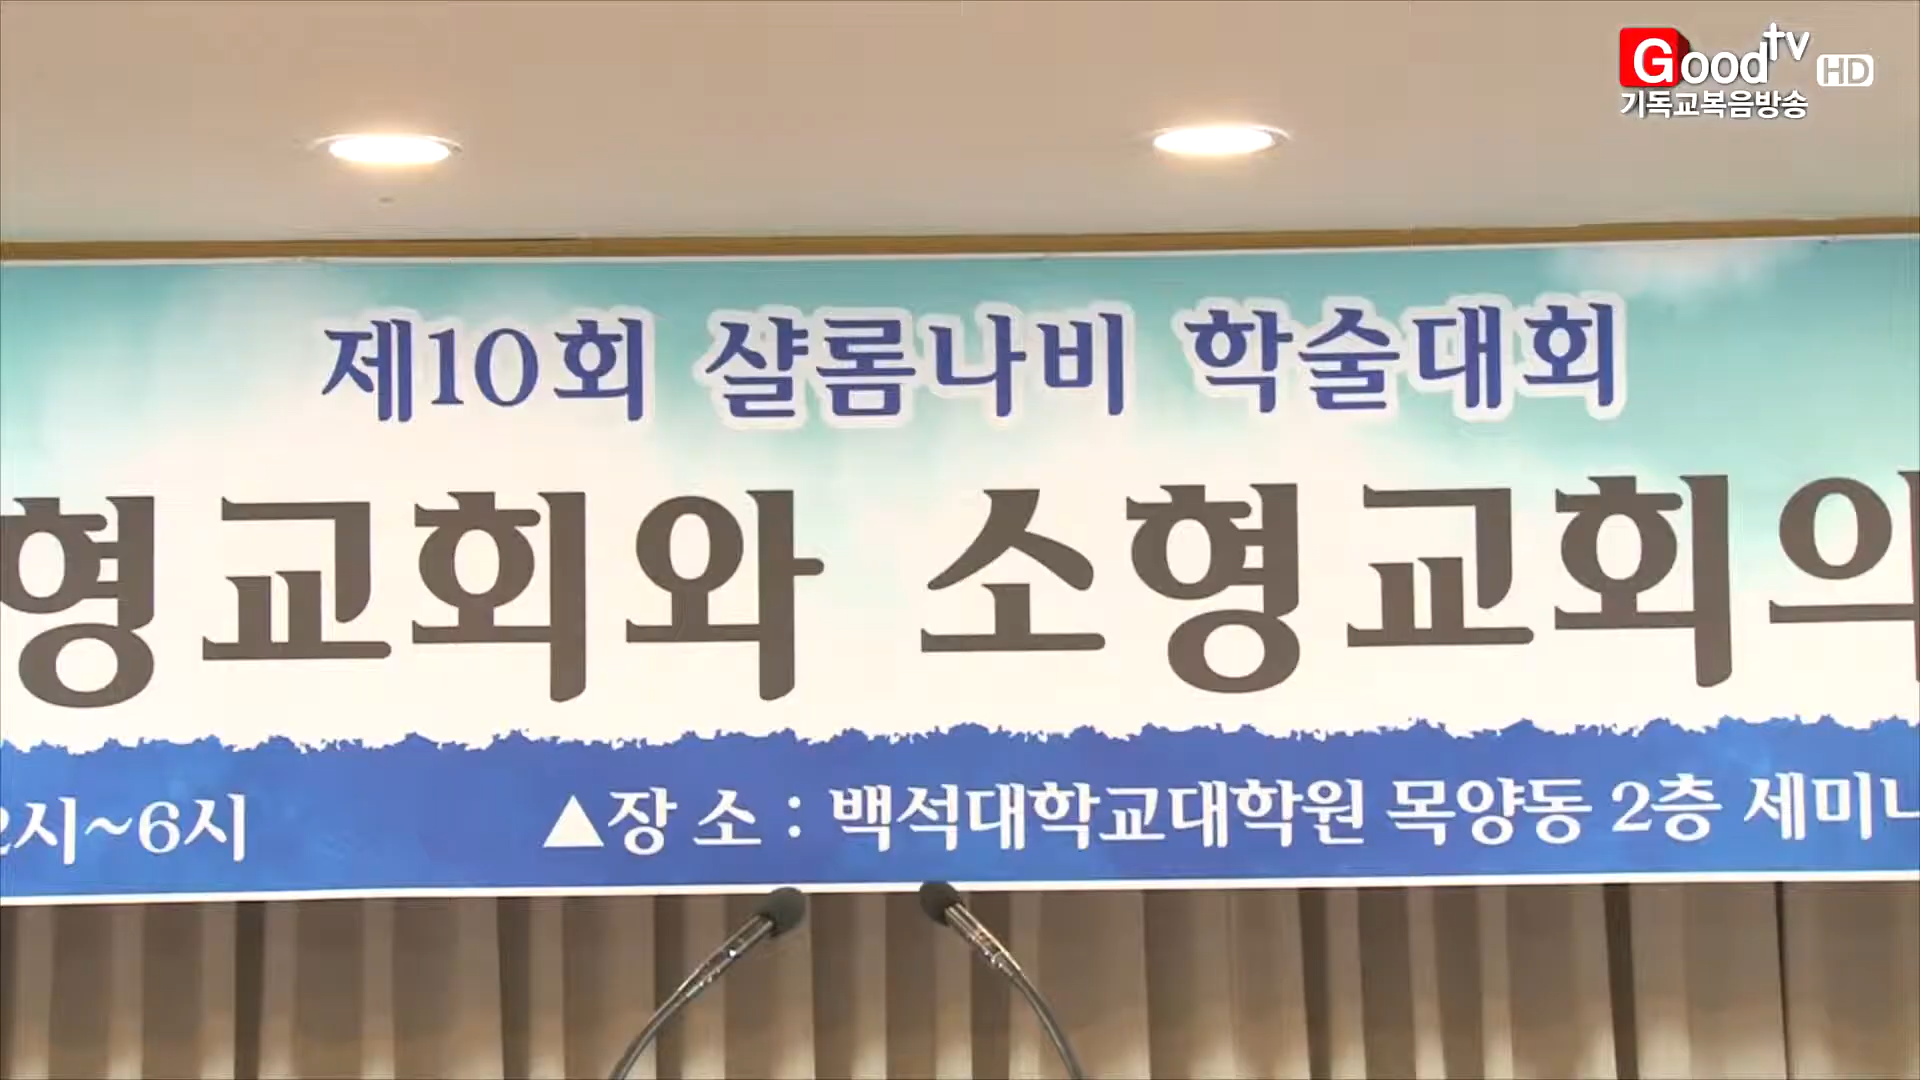 Good tv HD
기독교복음방송
제10회 샬롬나비 학술대회
형교회와 소형교회의
2시~6시 ▲장 소 : 백석대학교대학원 목양동 2층 세미나